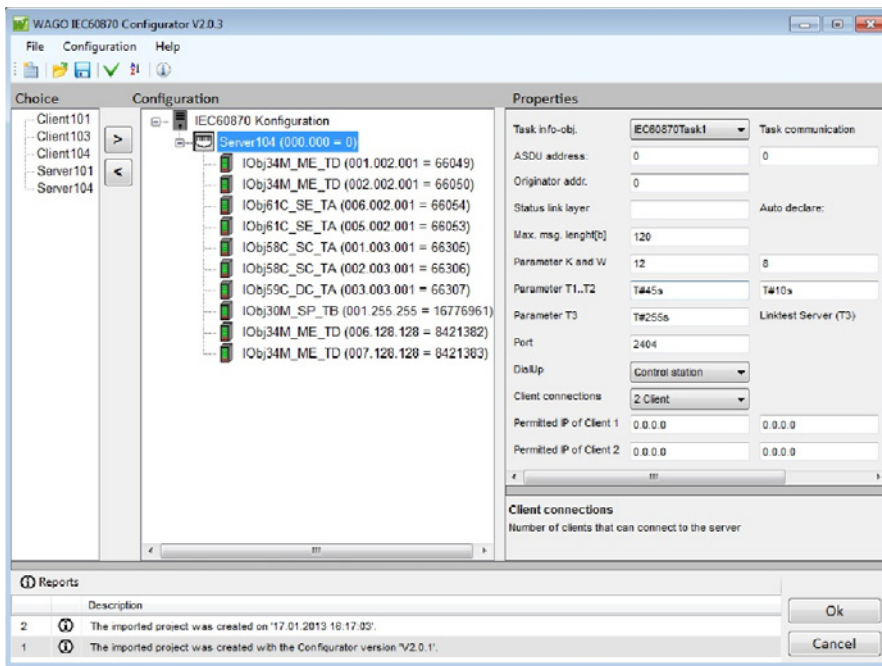 WAGO IEC60870 Configurator V2.0.3
File Configuration Help
Choice Configuration Properties
Client101
Client103
Client104
Server101
Server104
>
<
IEC60870 Konfiguration
Server104 (000.000 = 0)
IObj34M_ME_TD (001.002.001 = 66049)
IObj34M_ME_TD (002.002.001 = 66050)
IObj61C_SE_TA (006.002.001 = 66054)
IObj61C_SE_TA (005.002.001 = 66053)
IObj58C_SC_TA (001.003.001 = 66305)
IObj58C_SC_TA (002.003.001 = 66306)
IObj59C_DC_TA (003.003.001 = 66307)
IObj30M_SP_TB (001.255.255 = 16776961)
IObj34M_ME_TD (006.128.128 = 8421382)
IObj34M_ME_TD (007.128.128 = 8421383)
Task info-obj. IEC60870Task1 Task communication
ASDU address: 0 0
Originator addr. 0
Status link layer Auto declare:
Max. msg. lenght[b] 120
Parameter K and W 12 8
Parameter T1..T2 T#45s T#10s
Parameter T3 T#255s Linktest Server (T3)
Port 2404
DialUp Control station
Client connections 2 Client
Permitted IP of Client 1 0.0.0.0 0.0.0.0
Permitted IP of Client 2 0.0.0.0 0.0.0.0
Client connections
Number of clients that can connect to the server
Reports
Description
2 The imported project was created on '17.01.2013 16:17:03'.
1 The imported project was created with the Configurator version 'V2.0.1'.
Ok
Cancel